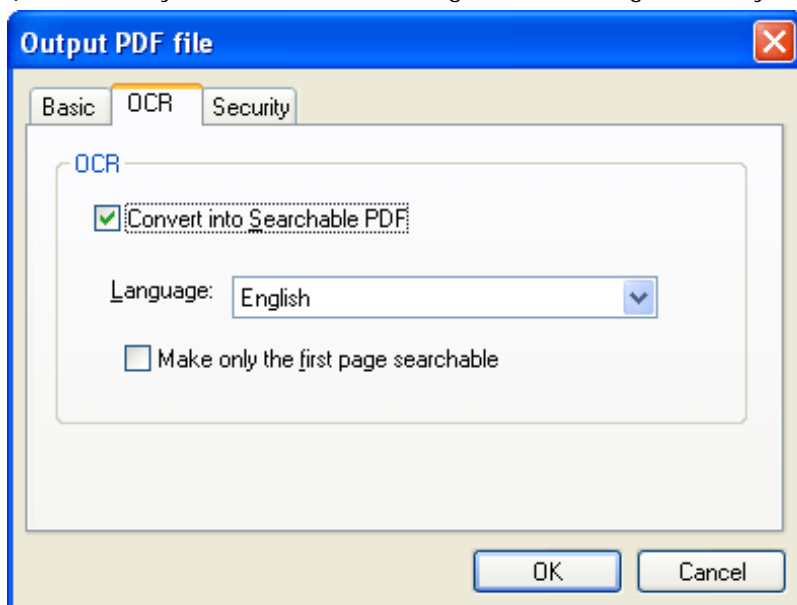 Output PDF file
Basic OCR Security
OCR
Convert into Searchable PDF
Language: English
Make only the first page searchable
OK Cancel